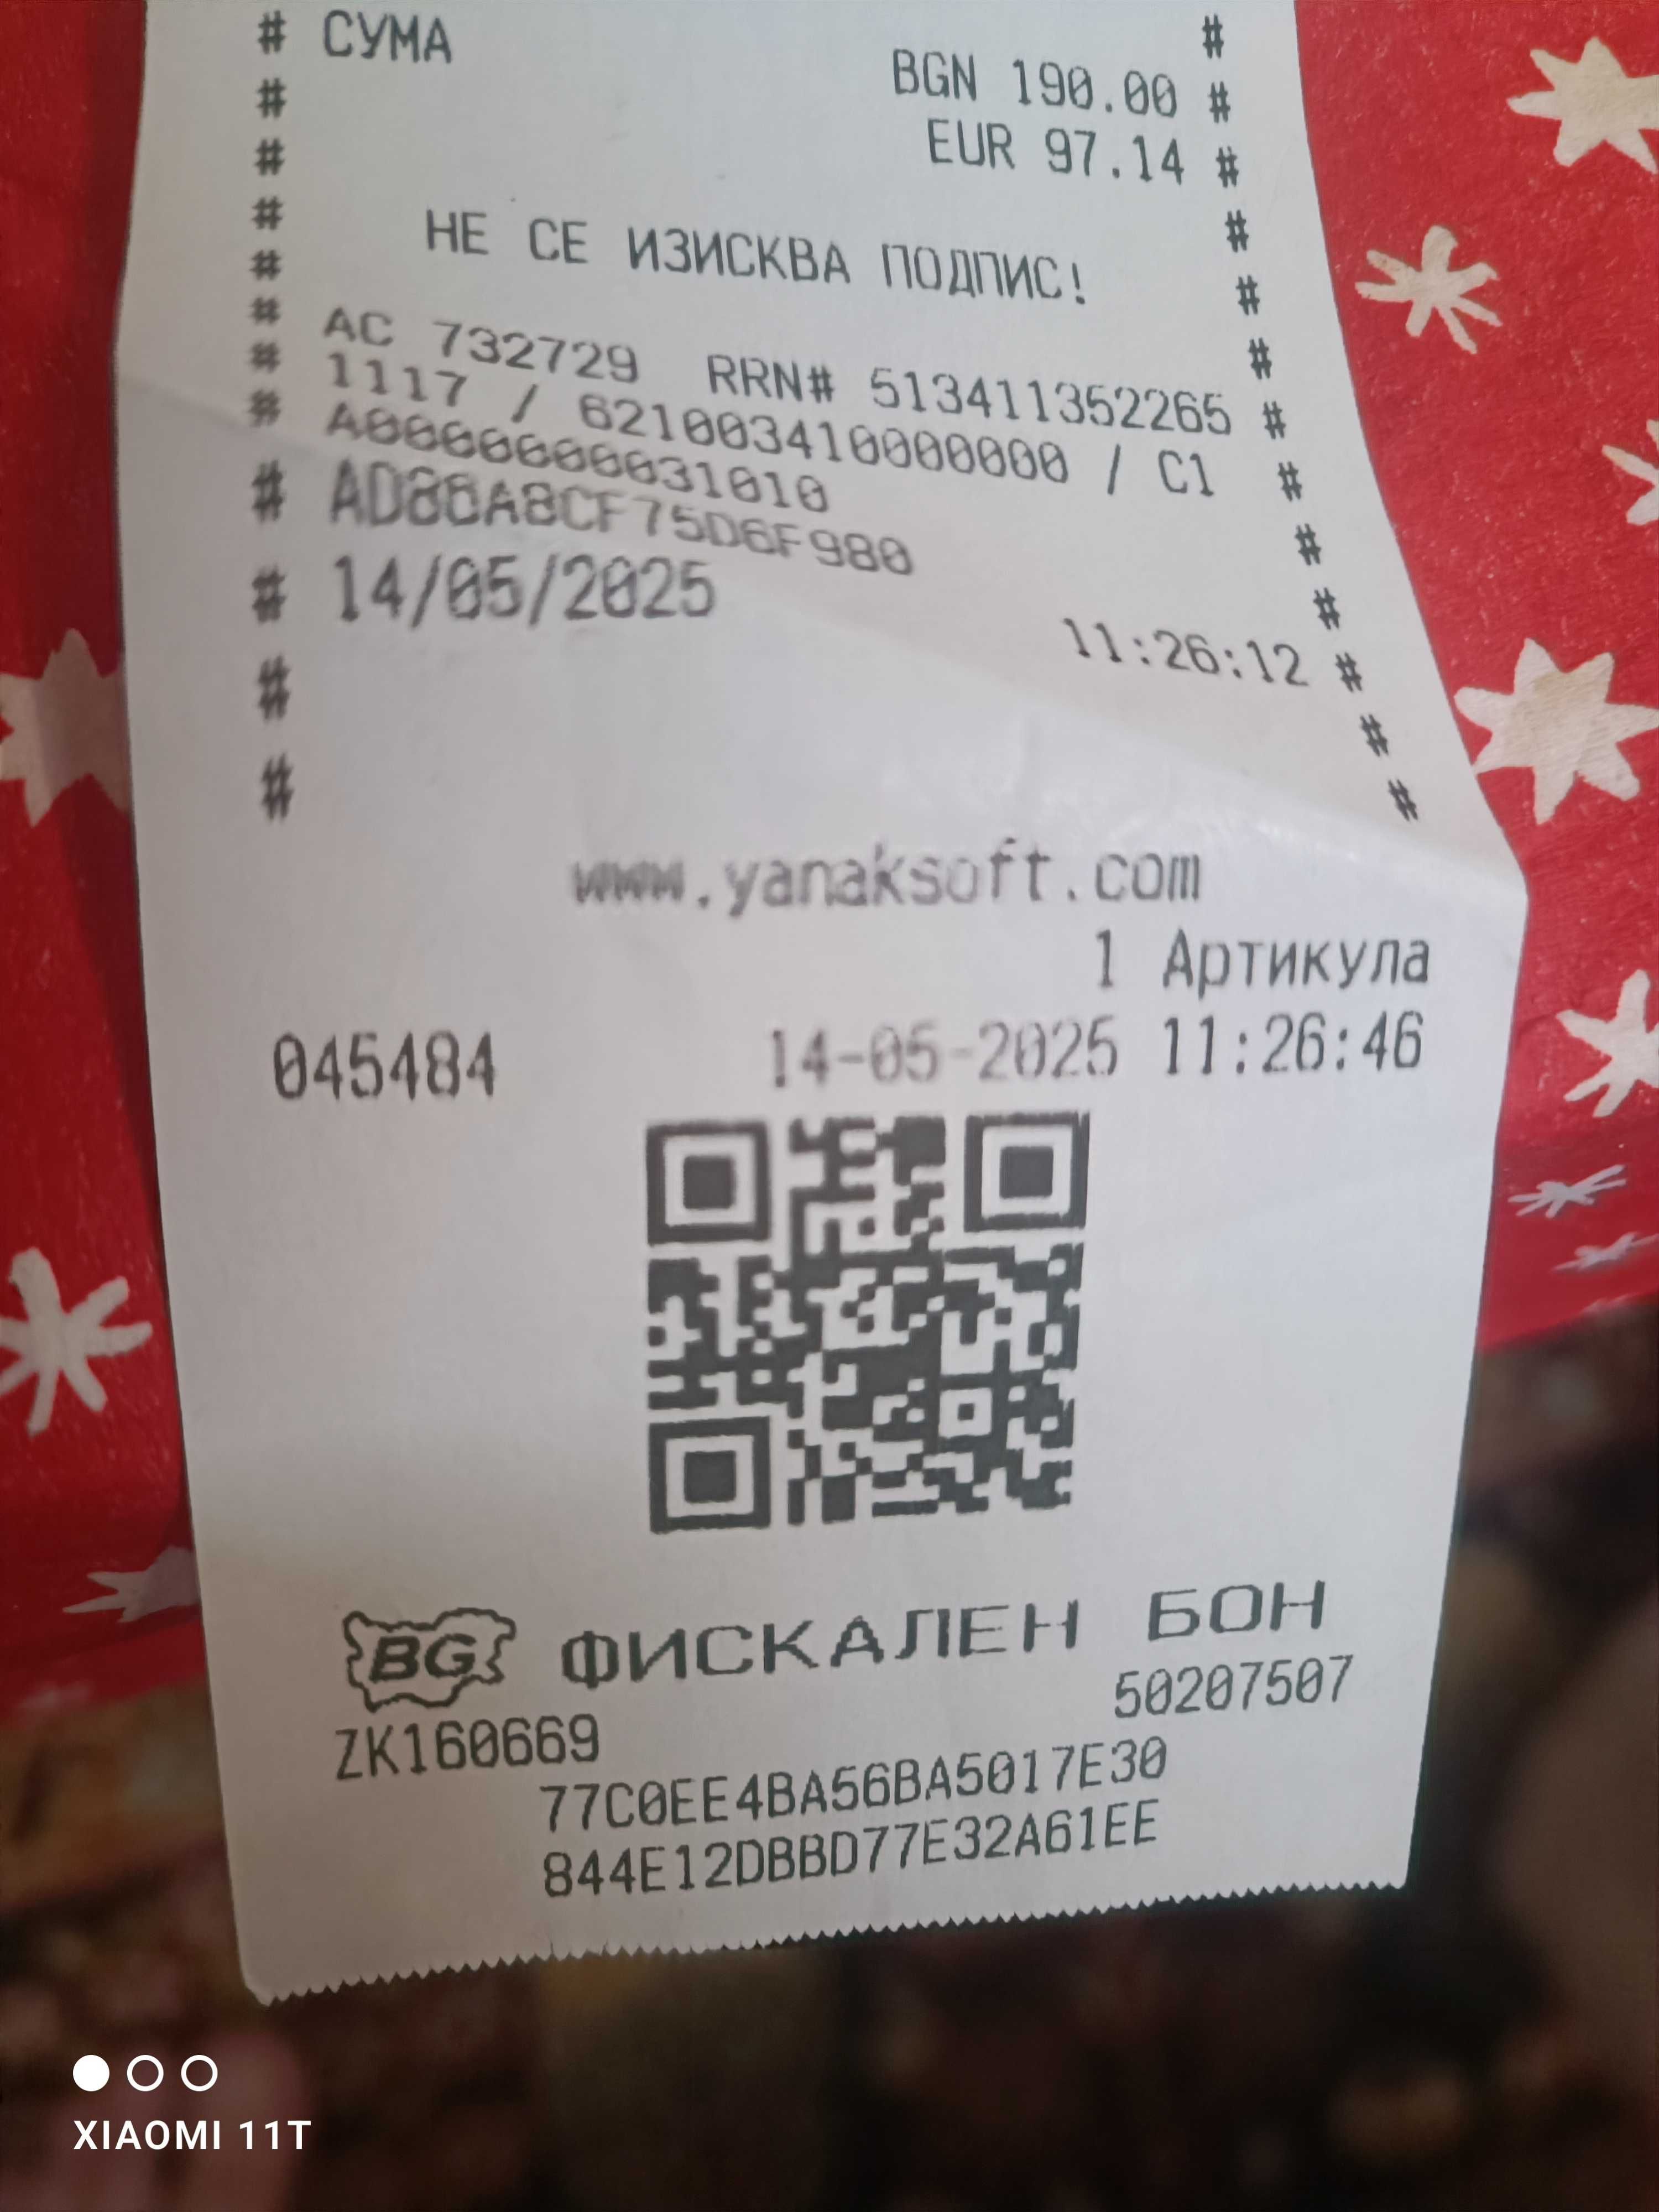 # СУМА #
# BGN 190.00 #
# EUR 97.14 #
# #
# НЕ СЕ ИЗИСКВА ПОДПИС! #
# #
# AC 732729 RRN# 513411352265 #
# 1117 / 621003410000000 / C1 #
# A0000000031010 #
# AD88A8CF75D6F980 #
# 14/05/2025 11:26:12 #
# #
# #
www.yanaksoft.com
1 Артикула
045484 14-05-2025 11:26:46
BG ФИСКАЛЕН БОН
ZK160669 50207507
77C0EE4BA56BA5017E30
844E12DBBD77E32A61EE
XIAOMI 11T